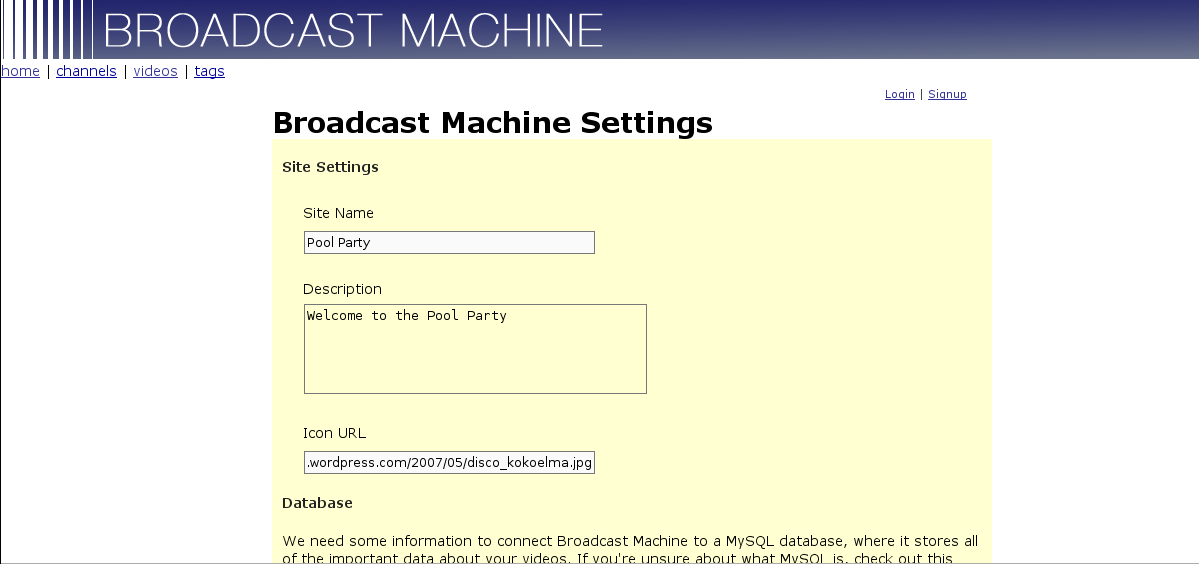 BROADCAST MACHINE
home | channels | videos | tags
Login | Signup
Broadcast Machine Settings
Site Settings
Site Name
Pool Party
Description
Welcome to the Pool Party
Icon URL
.wordpress.com/2007/05/disco_kokoelma.jpg
Database
We need some information to connect Broadcast Machine to a MySQL database, where it stores all
of the important data about your videos. If you're unsure about what MySQL is, check out this